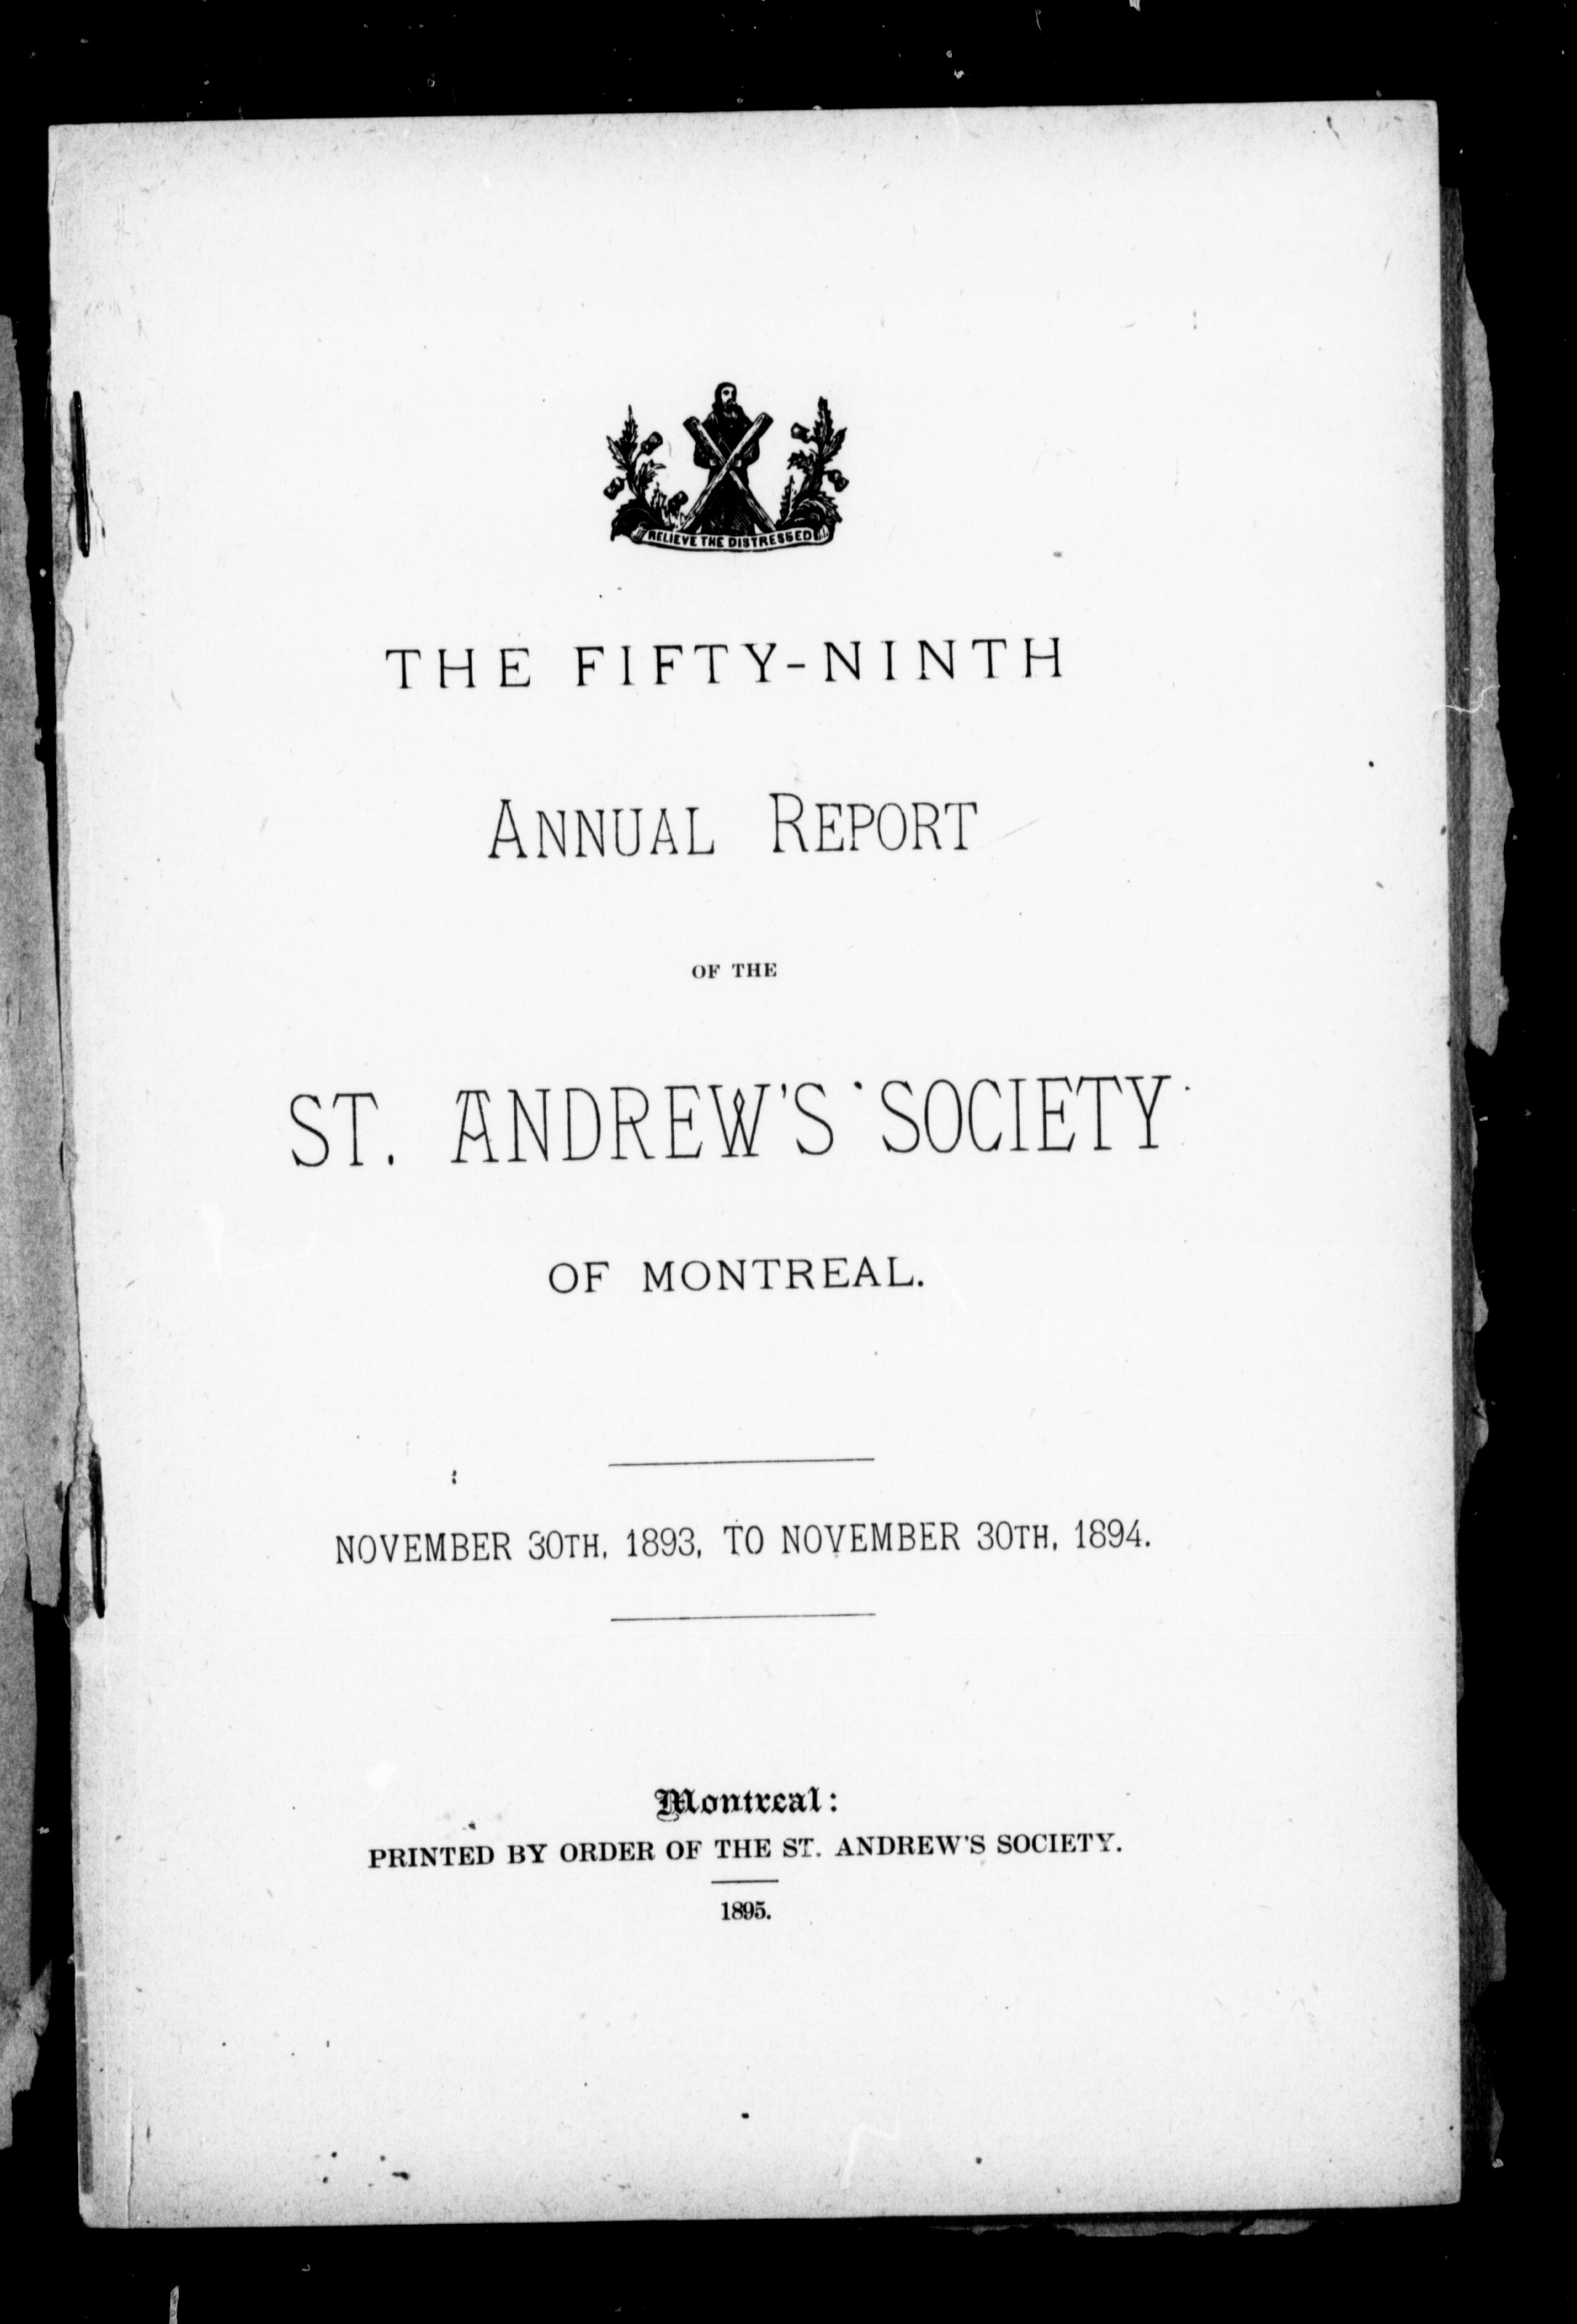 RELIEVE THE DISTRESSED
THE FIFTY-NINTH
ANNUAL REPORT
OF THE
ST. ANDREW'S SOCIETY
OF MONTREAL.
NOVEMBER 30TH, 1893, TO NOVEMBER 30TH, 1894.
Montreal:
PRINTED BY ORDER OF THE ST. ANDREW'S SOCIETY.
1895.